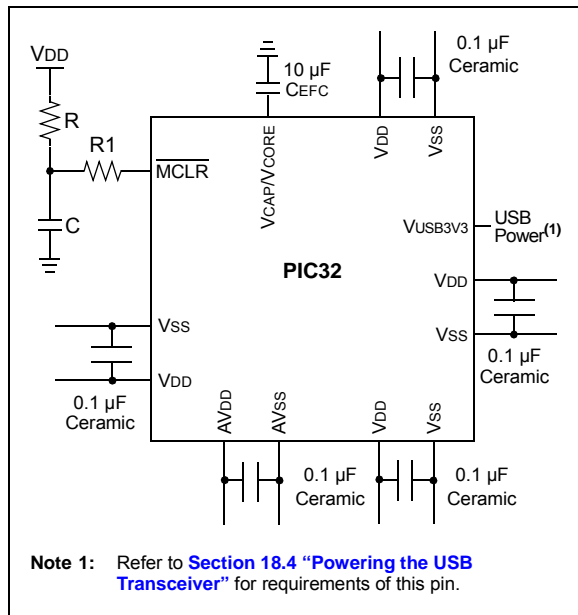 VDD
R
R1
MCLR
C
10 µF
CEFC
VCAP/VCORE
0.1 µF
Ceramic
VDD
VSS
VUSB3V3
USB
Power(1)
PIC32
VDD
VSS
0.1 µF
Ceramic
VSS
VDD
0.1 µF
Ceramic
AVDD
AVSS
VDD
VSS
0.1 µF
Ceramic
0.1 µF
Ceramic
Note 1: Refer to Section 18.4 “Powering the USB
Transceiver” for requirements of this pin.